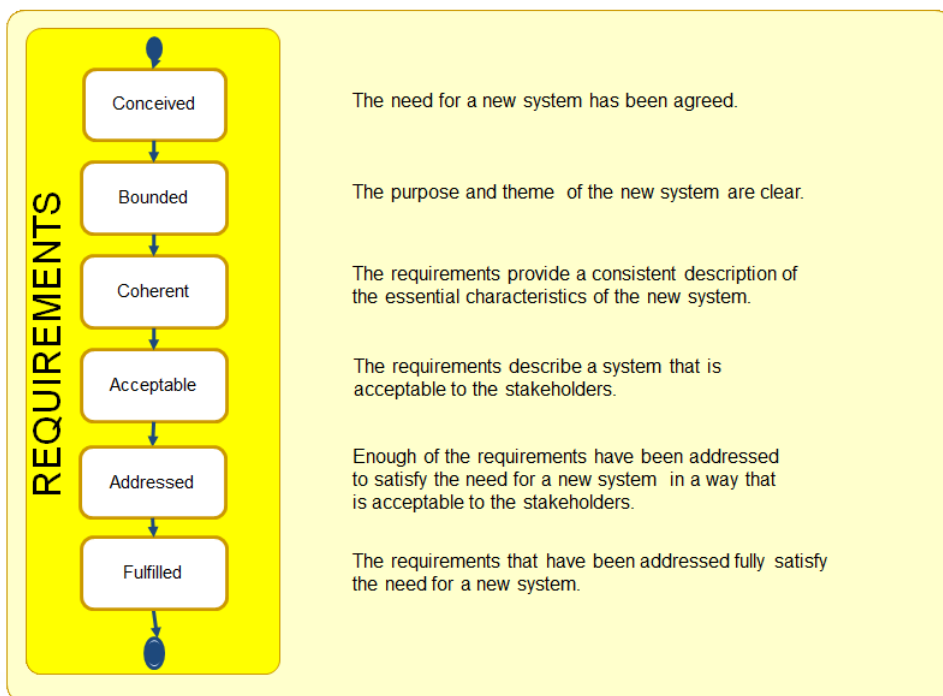 REQUIREMENTS
Conceived
The need for a new system has been agreed.
Bounded
The purpose and theme of the new system are clear.
Coherent
The requirements provide a consistent description of
the essential characteristics of the new system.
Acceptable
The requirements describe a system that is
acceptable to the stakeholders.
Addressed
Enough of the requirements have been addressed
to satisfy the need for a new system in a way that
is acceptable to the stakeholders.
Fulfilled
The requirements that have been addressed fully satisfy
the need for a new system.